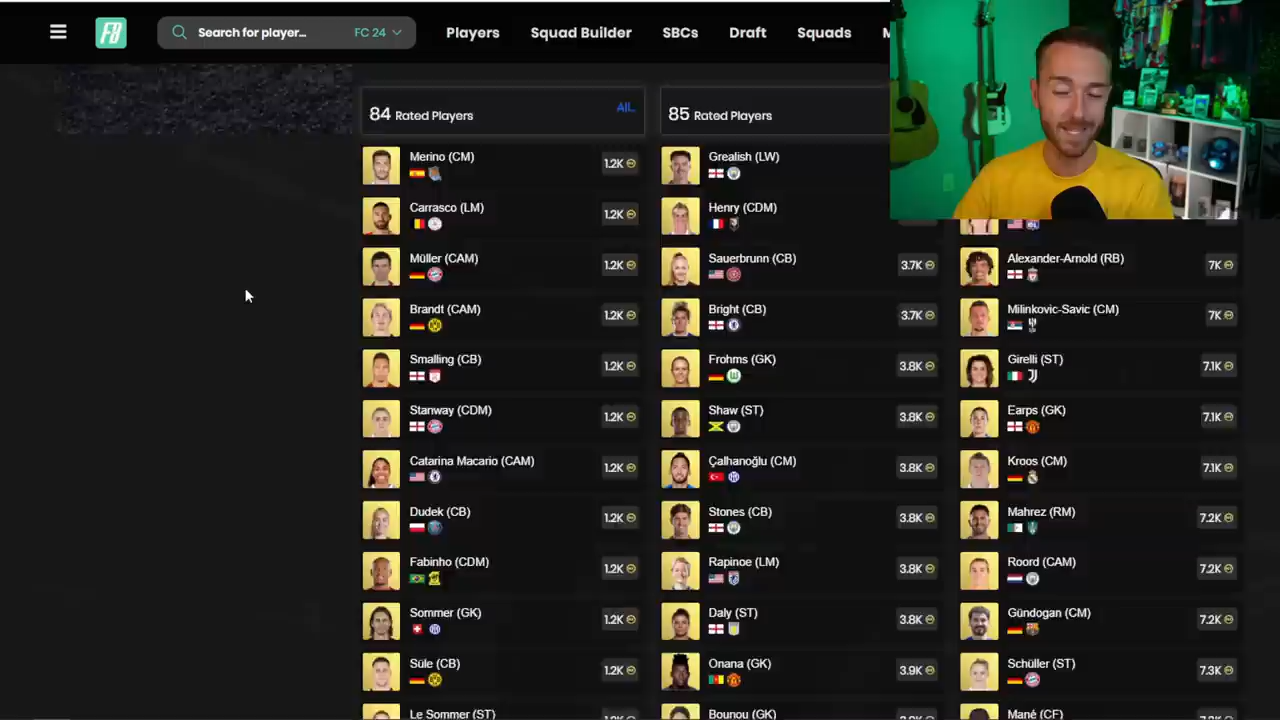 FB
Search for player...
FC 24
Players
Squad Builder
SBCs
Draft
Squads
84 Rated Players
All..
Merino (CM)
1.2K
Carrasco (LM)
1.2K
Müller (CAM)
1.2K
Brandt (CAM)
1.2K
Smalling (CB)
1.2K
Stanway (CDM)
1.2K
Catarina Macario (CAM)
1.2K
Dudek (CB)
1.2K
Fabinho (CDM)
1.2K
Sommer (GK)
1.2K
Süle (CB)
1.2K
Le Sommer (ST)
85 Rated Players
Grealish (LW)
Henry (CDM)
Sauerbrunn (CB)
3.7K
Bright (CB)
3.7K
Frohms (GK)
3.8K
Shaw (ST)
3.8K
Çalhanoğlu (CM)
3.8K
Stones (CB)
3.8K
Rapinoe (LM)
3.8K
Daly (ST)
3.8K
Onana (GK)
3.9K
Bounou (GK)
Alexander-Arnold (RB)
7K
Milinkovic-Savic (CM)
7K
Girelli (ST)
7.1K
Earps (GK)
7.1K
Kroos (CM)
7.1K
Mahrez (RM)
7.2K
Roord (CAM)
7.2K
Gündogan (CM)
7.2K
Schüller (ST)
7.3K
Mané (CF)